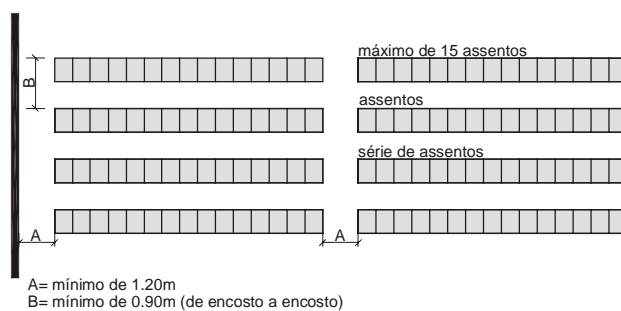 máximo de 15 assentos
B
assentos
série de assentos
A
A
A= mínimo de 1.20m
B= mínimo de 0.90m (de encosto a encosto)